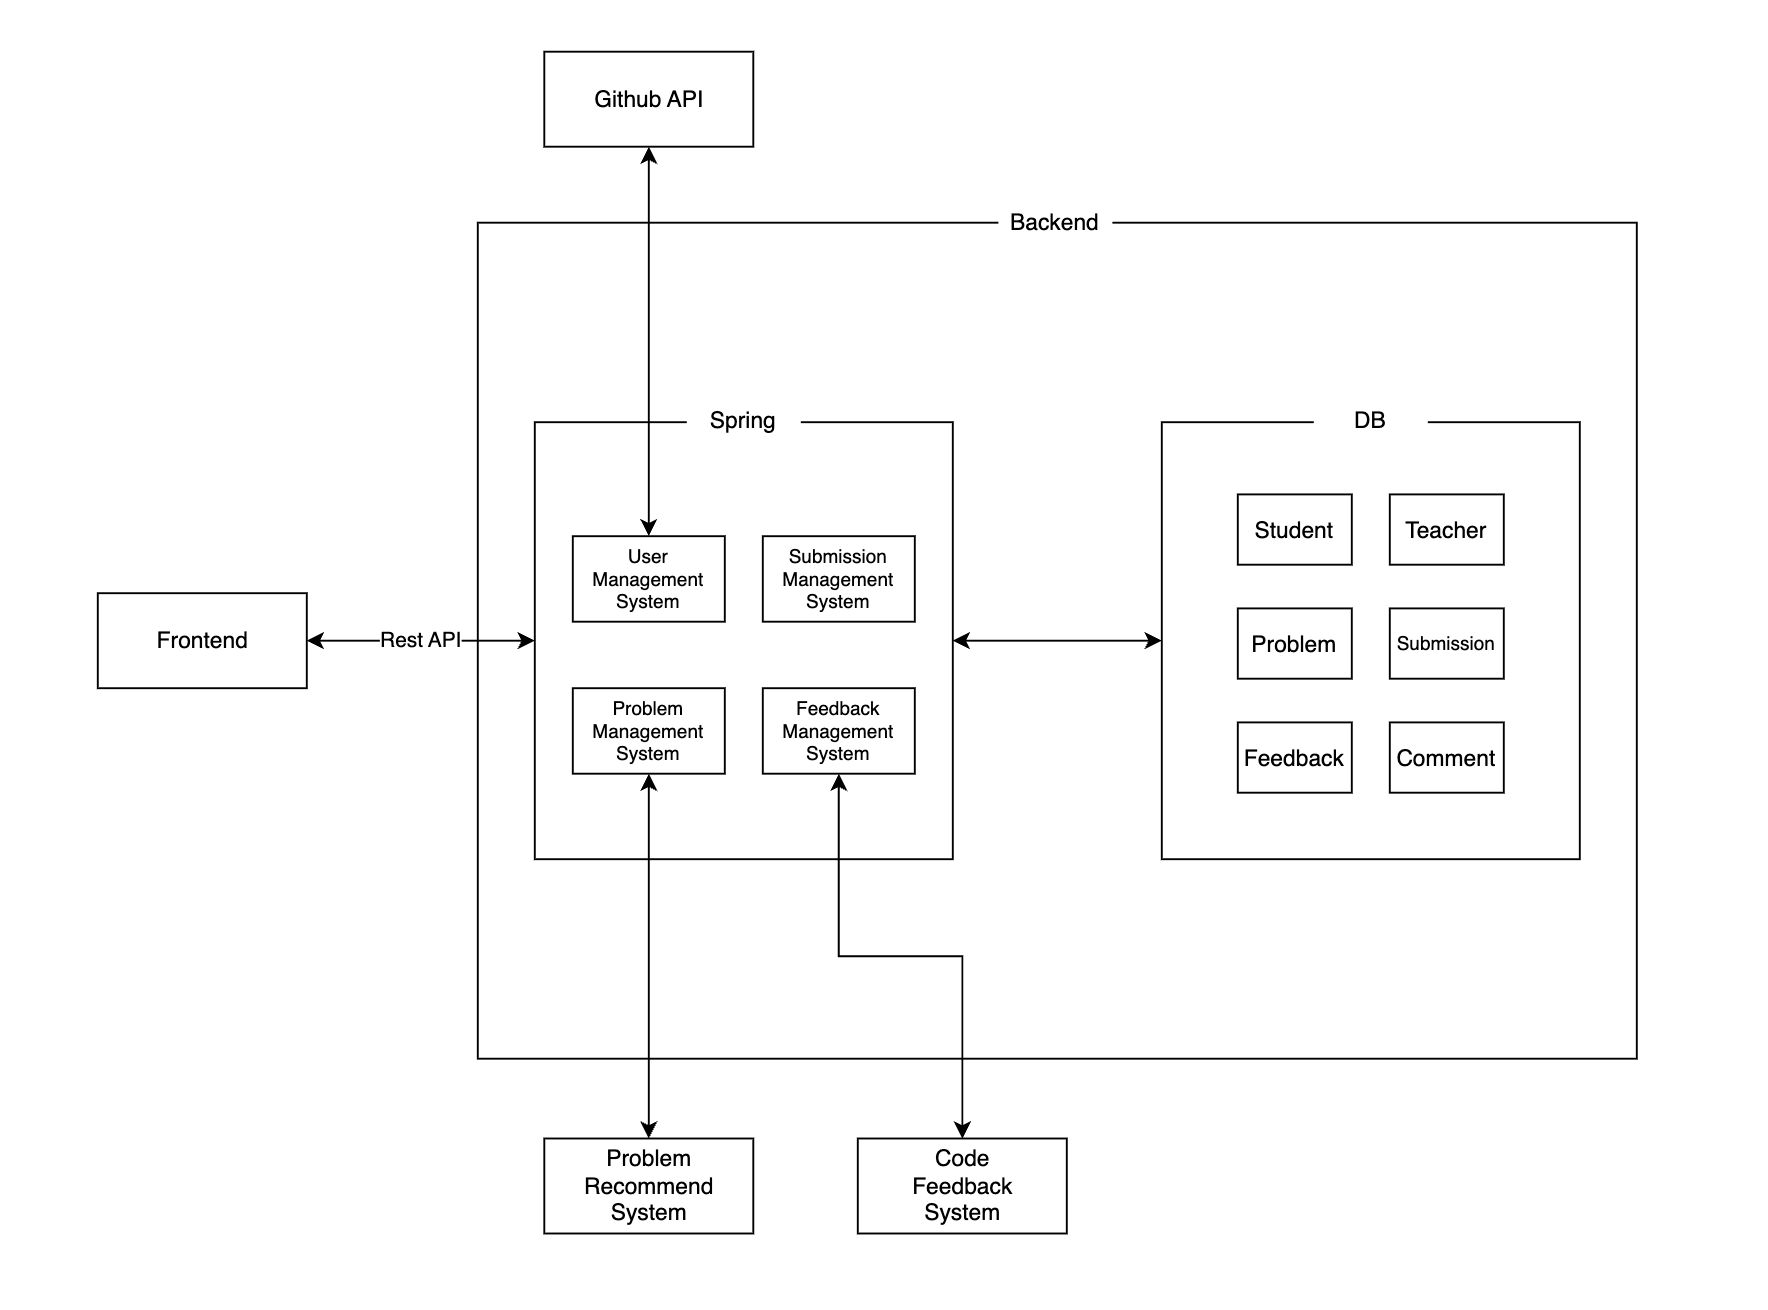 Github API
Backend
Spring
DB
User
Management
System
Submission
Management
System
Student
Teacher
Frontend
Rest API
Problem
Submission
Problem
Management
System
Feedback
Management
System
Feedback
Comment
Problem
Recommend
System
Code
Feedback
System